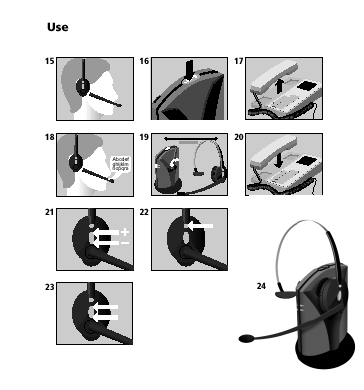 Use
15 16 17
18 19 20
Abcdef
ghijklm
nopqrs
21 22
+
−
23
24